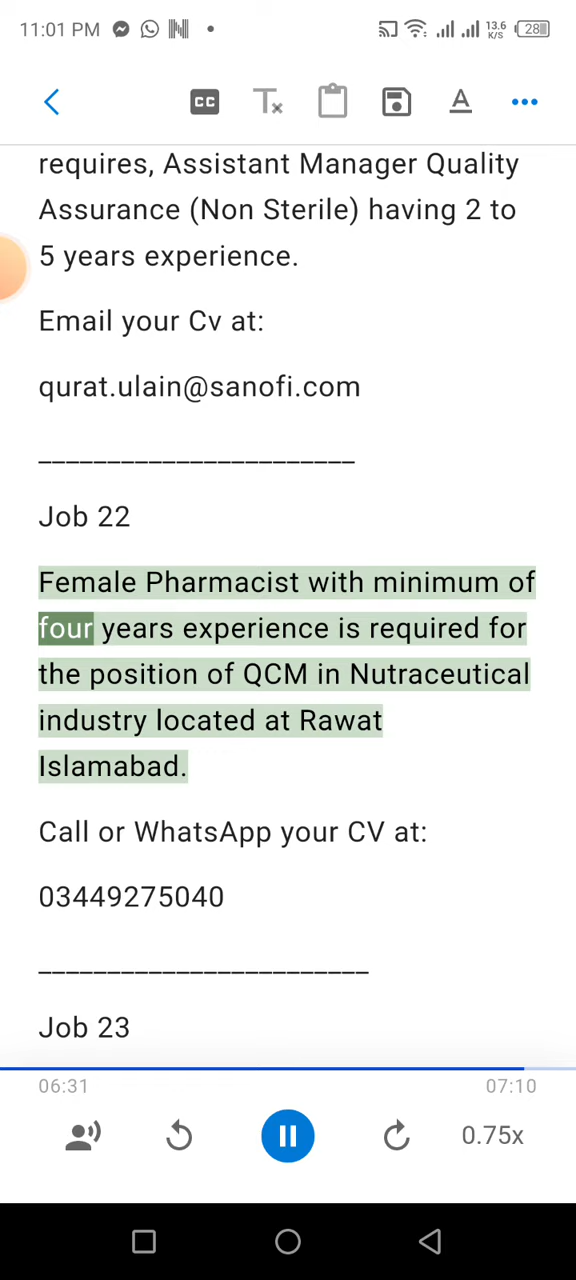 11:01 PM
13.6
K/S
28
CC
requires, Assistant Manager Quality
Assurance (Non Sterile) having 2 to
5 years experience.
Email your Cv at:
qurat.ulain@sanofi.com
_______________________
Job 22
Female Pharmacist with minimum of
four years experience is required for
the position of QCM in Nutraceutical
industry located at Rawat
Islamabad.
Call or WhatsApp your CV at:
03449275040
________________________
Job 23
06:31
07:10
0.75x